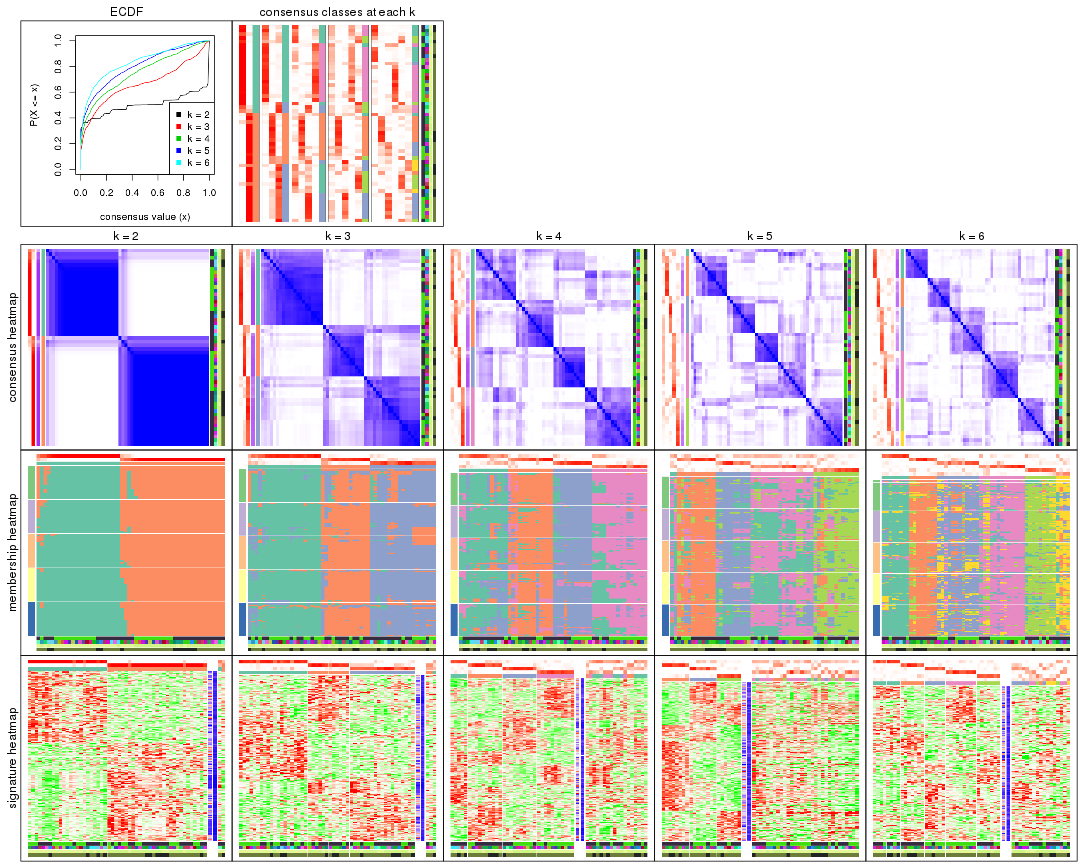 ECDF
consensus classes at each k
P(X <= x)
0.0 0.2 0.4 0.6 0.8 1.0
k = 2
k = 3
k = 4
k = 5
k = 6
0.0 0.2 0.4 0.6 0.8 1.0
consensus value (x)
k = 2 k = 3 k = 4 k = 5 k = 6
consensus heatmap
membership heatmap
signature heatmap